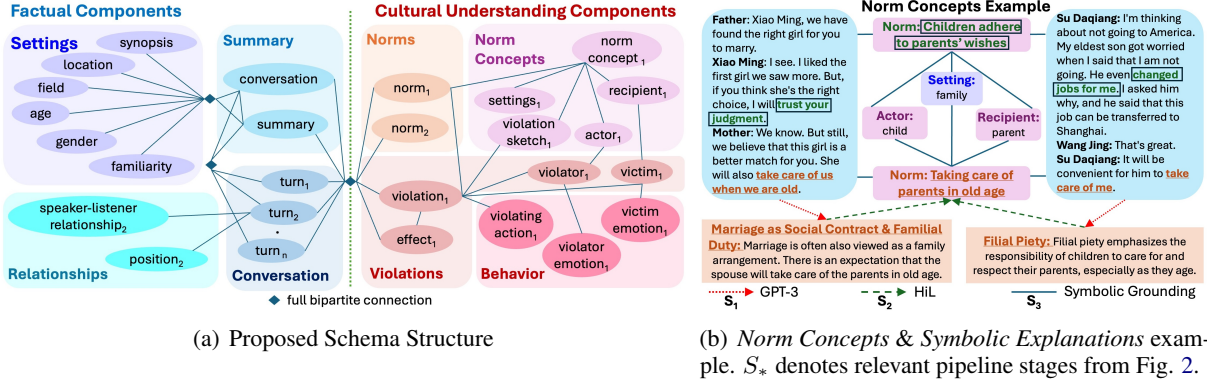 Factual Components
Cultural Understanding Components
Settings
synopsis
location
field
age
gender
familiarity
Summary
conversation
summary
speaker-listener
relationship2
position2
Relationships
turn1
turn2
.
turnn
Conversation
Norms
norm1
norm2
Norm
Concepts
norm
concept 1
settings1
recipient1
violation
sketch1
actor1
violation1
violator1
victim1
effect1
Violations
violating
action1
violator
emotion1
victim
emotion1
Behavior
full bipartite connection
(a) Proposed Schema Structure
Norm Concepts Example
Father: Xiao Ming, we have
found the right girl for you
to marry.
Xiao Ming: I see. I liked the
first girl we saw more. But,
if you think she's the right
choice, I will trust your
judgment.
Mother: We know. But still,
we believe that this girl is a
better match for you. She
will also take care of us
when we are old.
Norm: Children adhere
to parents' wishes
Setting:
family
Actor:
child
Recipient:
parent
Norm: Taking care of
parents in old age
Su Daqiang: I'm thinking
about not going to America.
My eldest son got worried
when I said that I am not
going. He even changed
jobs for me. I asked him
why, and he said that this
job can be transferred to
Shanghai.
Wang Jing: That's great.
Su Daqiang: It will be
convenient for him to take
care of me.
Marriage as Social Contract & Familial
Duty: Marriage is often also viewed as a family
arrangement. There is an expectation that the
spouse will take care of the parents in old age.
Filial Piety: Filial piety emphasizes the
responsibility of children to care for and
respect their parents, especially as they age.
S1 GPT-3
S2 HiL
S3 Symbolic Grounding
(b) Norm Concepts & Symbolic Explanations exam-
ple. S* denotes relevant pipeline stages from Fig. 2.